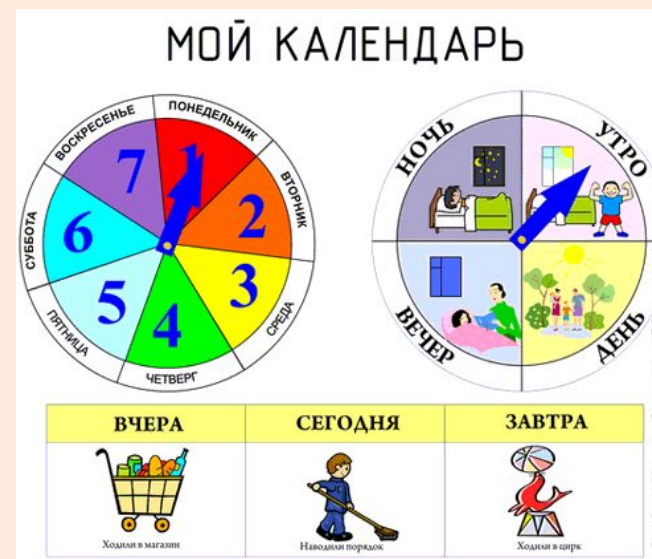 МОЙ КАЛЕНДАРЬ
ПОНЕДЕЛЬНИК
ВТОРНИК
СРЕДА
ЧЕТВЕРГ
ПЯТНИЦА
СУББОТА
ВОСКРЕСЕНЬЕ
1
2
3
4
5
6
7
НОЧЬ
УТРО
ВЕЧЕР
ДЕНЬ
ВЧЕРА СЕГОДНЯ ЗАВТРА
Ходили в магазин Наводили порядок Ходили в цирк